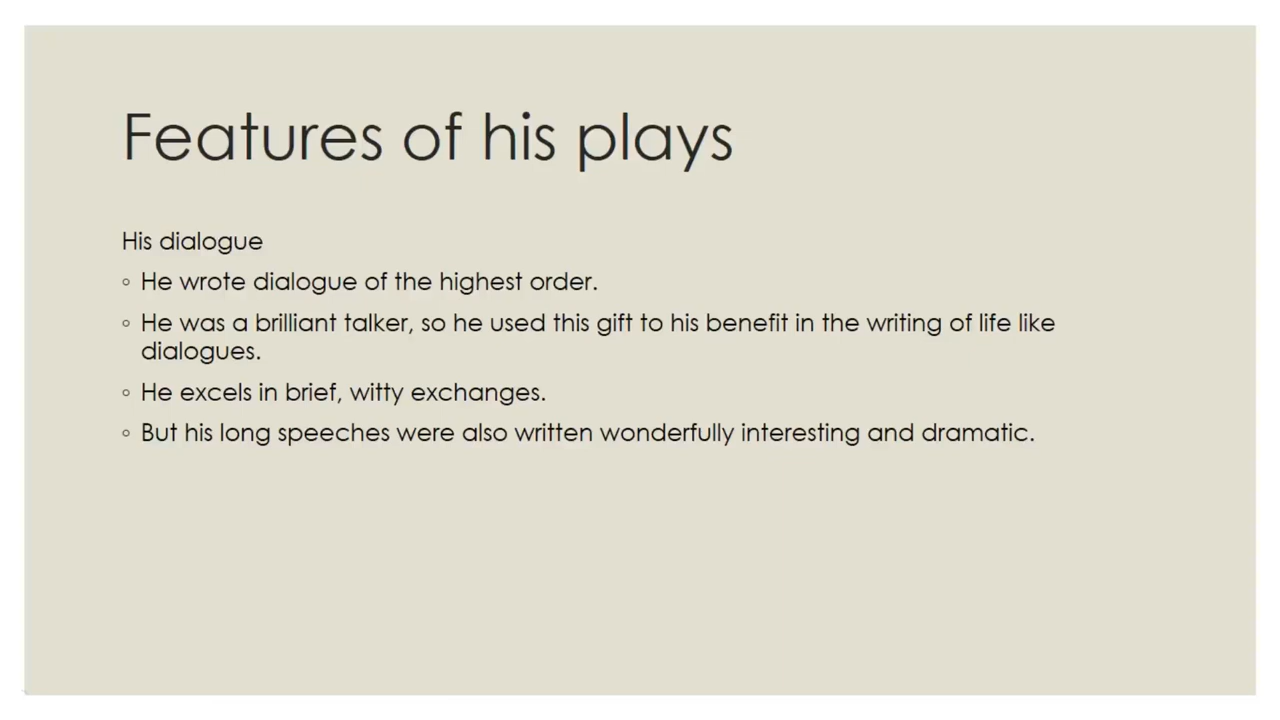 Features of his plays
His dialogue
◦ He wrote dialogue of the highest order.
◦ He was a brilliant talker, so he used this gift to his benefit in the writing of life like
dialogues.
◦ He excels in brief, witty exchanges.
◦ But his long speeches were also written wonderfully interesting and dramatic.